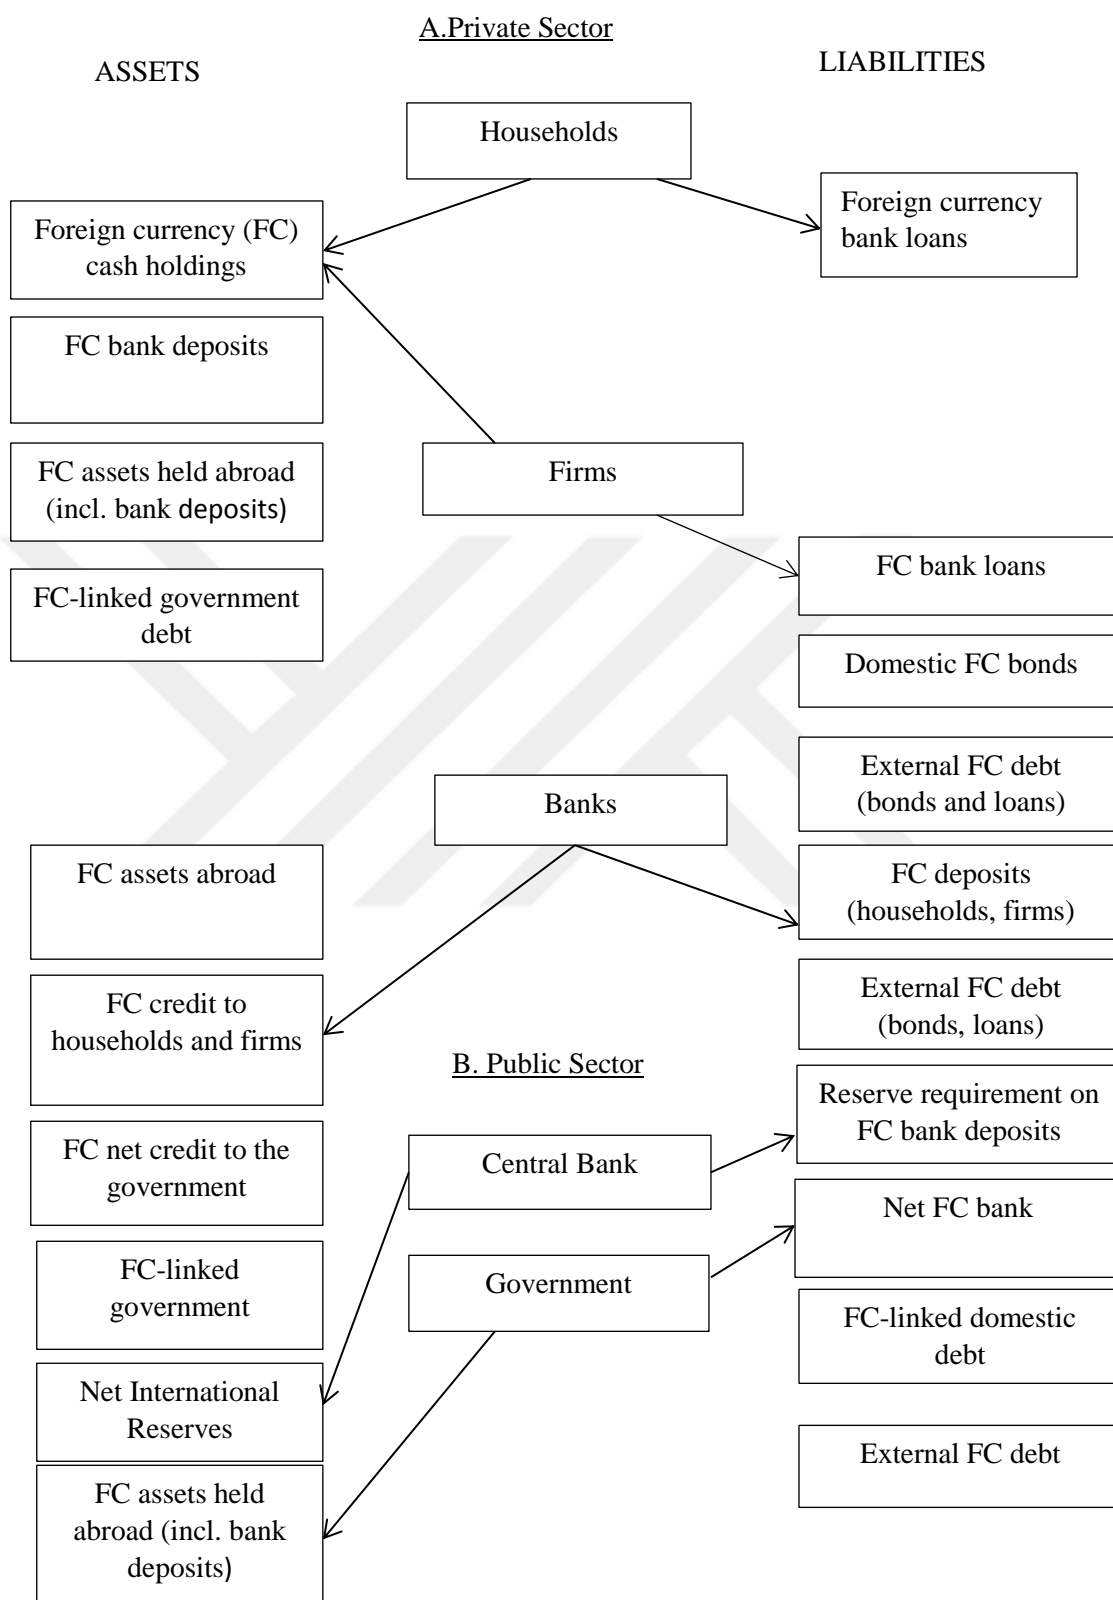 A.Private Sector
ASSETS
LIABILITIES
Households
Foreign currency
bank loans
Foreign currency (FC)
cash holdings
FC bank deposits
FC assets held abroad
(incl. bank deposits)
Firms
FC bank loans
FC-linked government
debt
Domestic FC bonds
External FC debt
(bonds and loans)
Banks
FC assets abroad
FC deposits
(households, firms)
FC credit to
households and firms
External FC debt
(bonds, loans)
B. Public Sector
Reserve requirement on
FC bank deposits
FC net credit to the
government
Central Bank
Net FC bank
FC-linked
government
Government
FC-linked domestic
debt
Net International
Reserves
External FC debt
FC assets held
abroad (incl. bank
deposits)